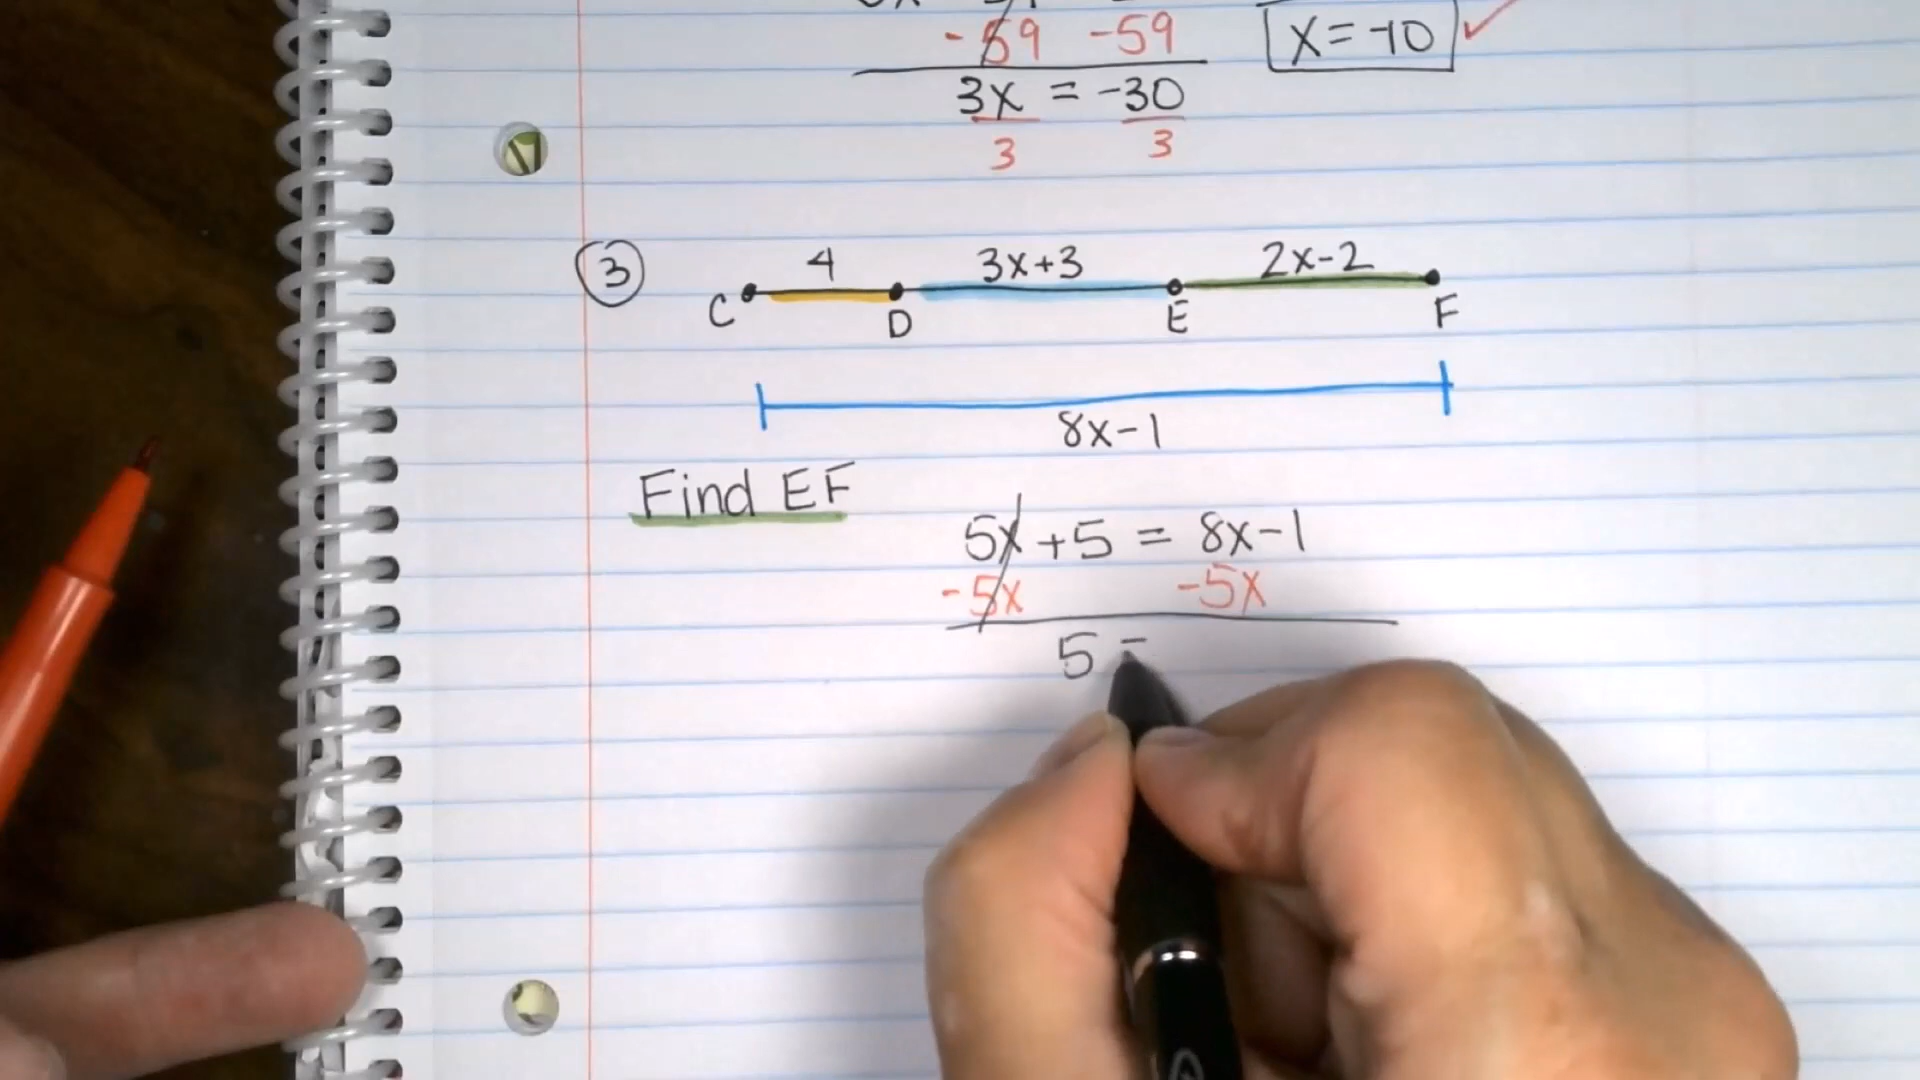 -59 -59 x = -10 ✓
3x = -30
3 3
3 4 3x+3 2x-2
C D E F
8x-1
Find EF
5x +5 = 8x-1
-5x -5x
5 =